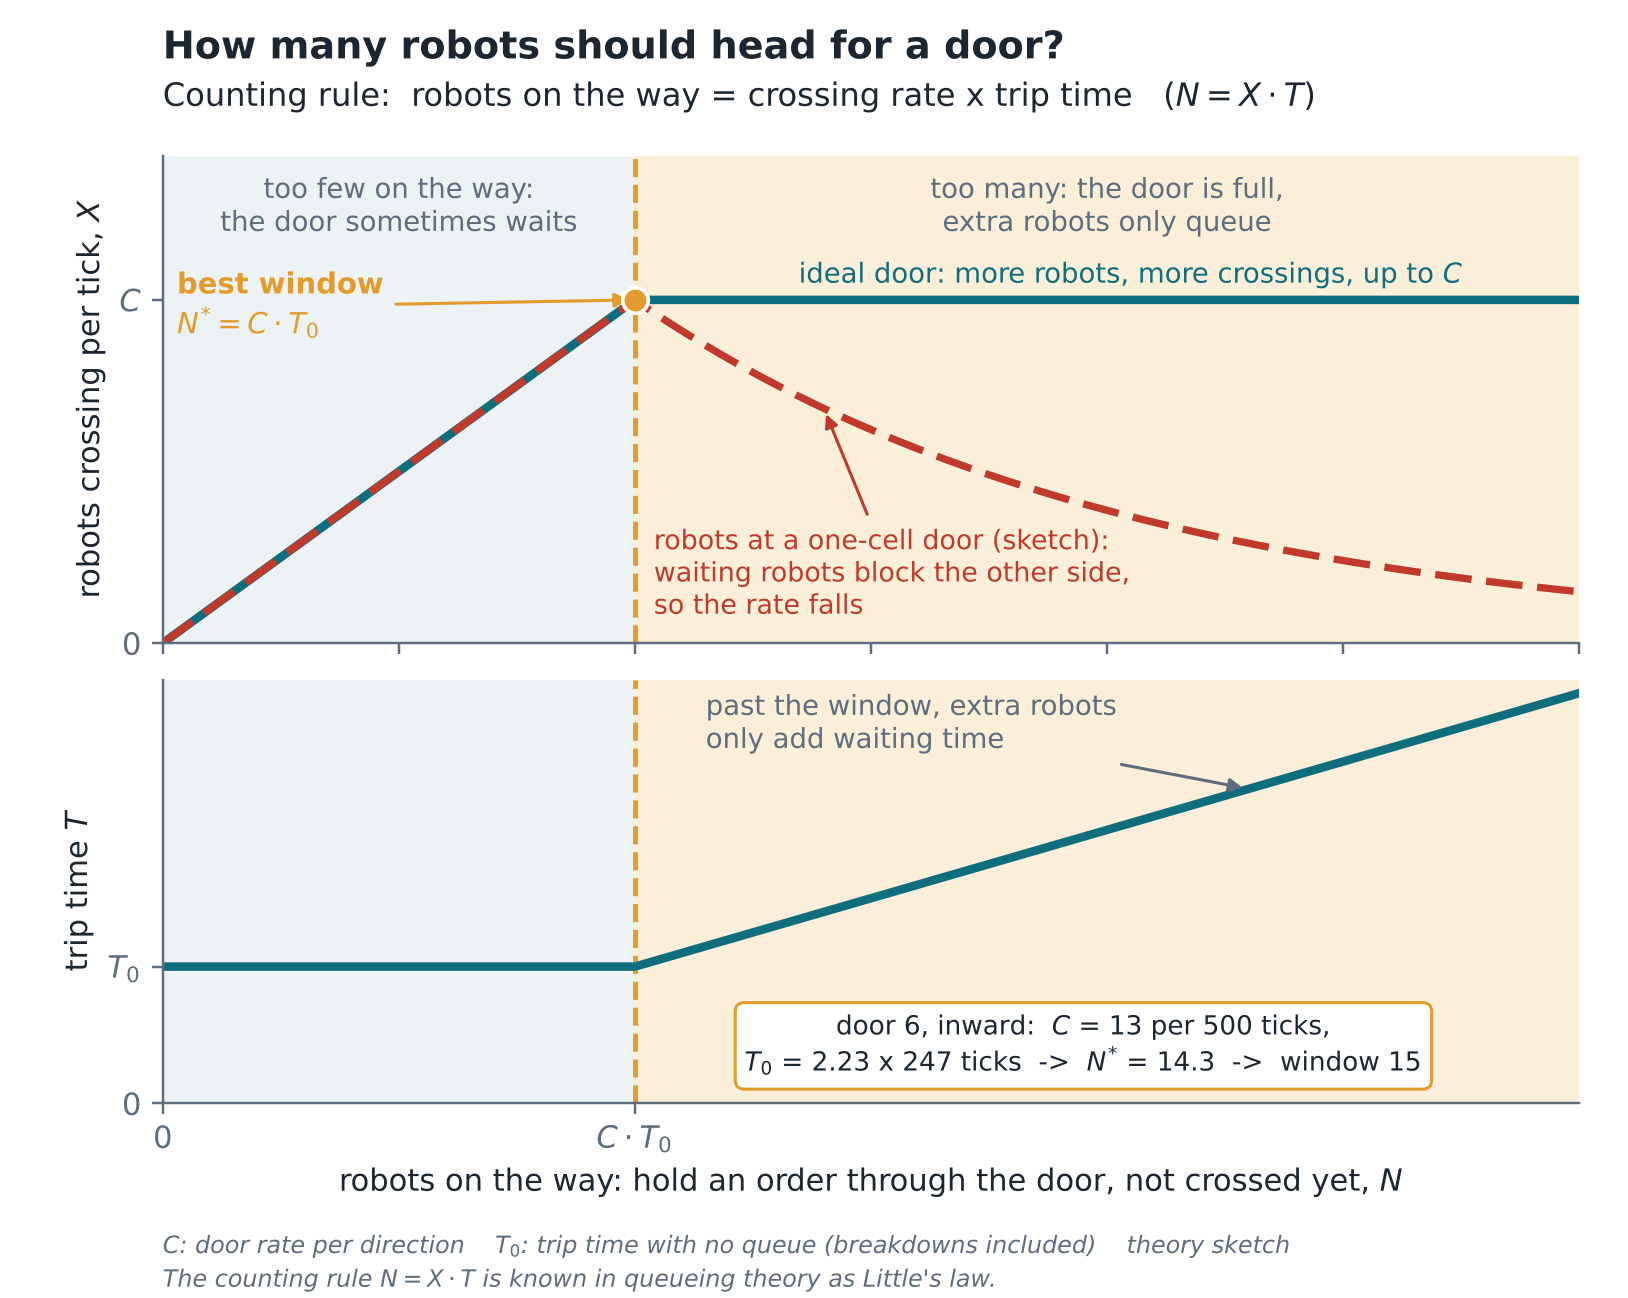 How many robots should head for a door?
Counting rule:  robots on the way = crossing rate x trip time   (N = X · T)
too few on the way:
the door sometimes waits
too many: the door is full,
extra robots only queue
ideal door: more robots, more crossings, up to C
best window
N* = C · T₀
robots crossing per tick, X
C
0
robots at a one-cell door (sketch):
waiting robots block the other side,
so the rate falls
past the window, extra robots
only add waiting time
trip time T
T₀
0
door 6, inward:  C = 13 per 500 ticks,
T₀ = 2.23 x 247 ticks  ->  N* = 14.3  ->  window 15
0
C · T₀
robots on the way: hold an order through the door, not crossed yet, N
C: door rate per direction    T₀: trip time with no queue (breakdowns included)    theory sketch
The counting rule N = X · T is known in queueing theory as Little's law.